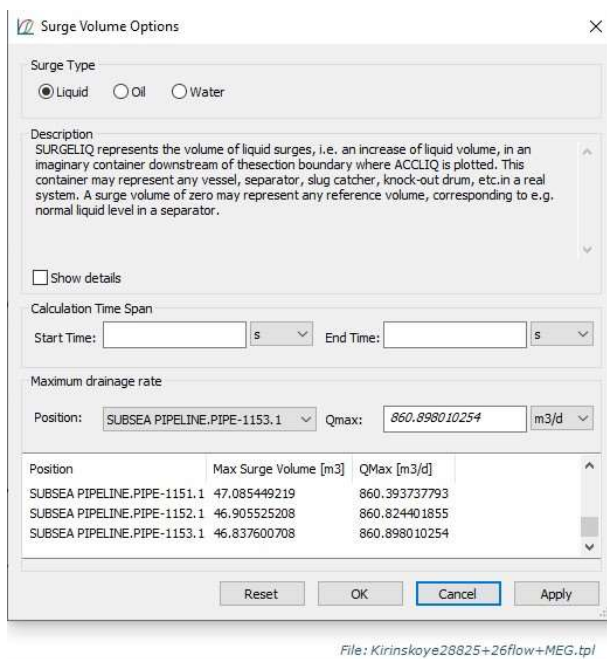 Surge Volume Options
Surge Type
Liquid Oil Water
Description
SURGELIQ represents the volume of liquid surges, i.e. an increase of liquid volume, in an
imaginary container downstream of thesection boundary where ACCLIQ is plotted. This
container may represent any vessel, separator, slug catcher, knock-out drum, etc.in a real
system. A surge volume of zero may represent any reference volume, corresponding to e.g.
normal liquid level in a separator.
Show details
Calculation Time Span
Start Time: s End Time: s
Maximum drainage rate
Position: SUBSEA PIPELINE.PIPE-1153.1 Qmax: 860.898010254 m3/d
Position Max Surge Volume [m3] QMax [m3/d]
SUBSEA PIPELINE.PIPE-1151.1 47.085449219 860.393737793
SUBSEA PIPELINE.PIPE-1152.1 46.905525208 860.824401855
SUBSEA PIPELINE.PIPE-1153.1 46.837600708 860.898010254
Reset OK Cancel Apply
File: Kirinskoye28825+26flow+MEG.tpl